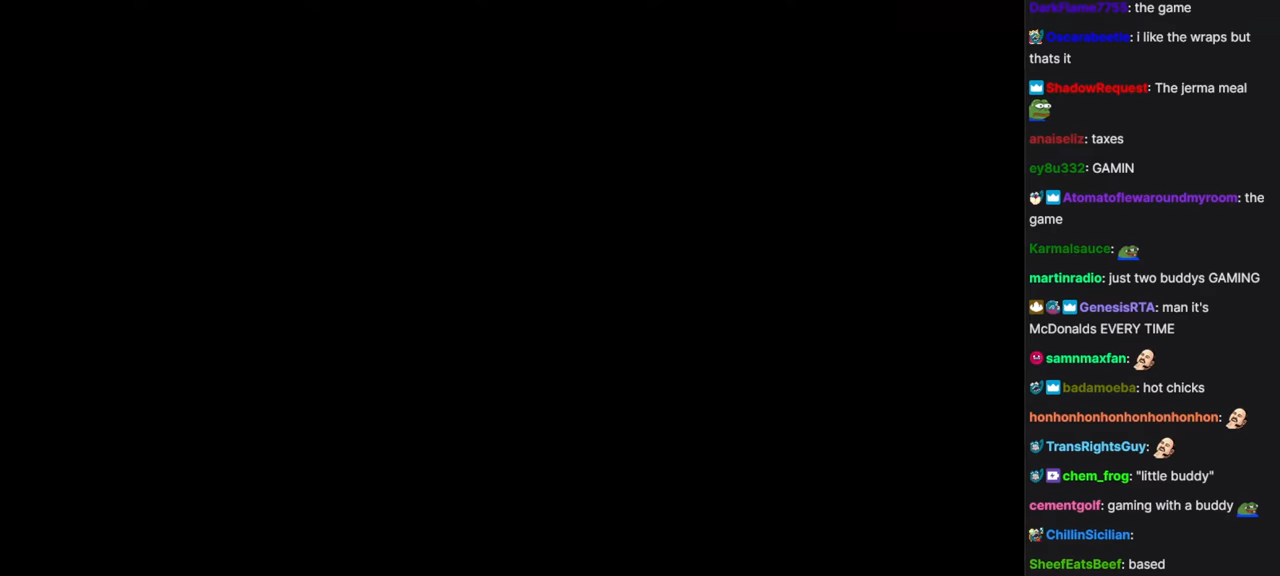 DarkFlame7755: the game
Oscarabeetle: i like the wraps but
thats it
ShadowRequest: The jerma meal
anaiseliz: taxes
ey8u332: GAMIN
Atomatoflewaroundmyroom: the
game
Karmalsauce:
martinradio: just two buddys GAMING
GenesisRTA: man it's
McDonalds EVERY TIME
samnmaxfan:
badamoeba: hot chicks
honhonhonhonhonhonhonhon:
TransRightsGuy:
chem_frog: "little buddy"
cementgolf: gaming with a buddy
ChillinSicilian:
SheefEatsBeef: based